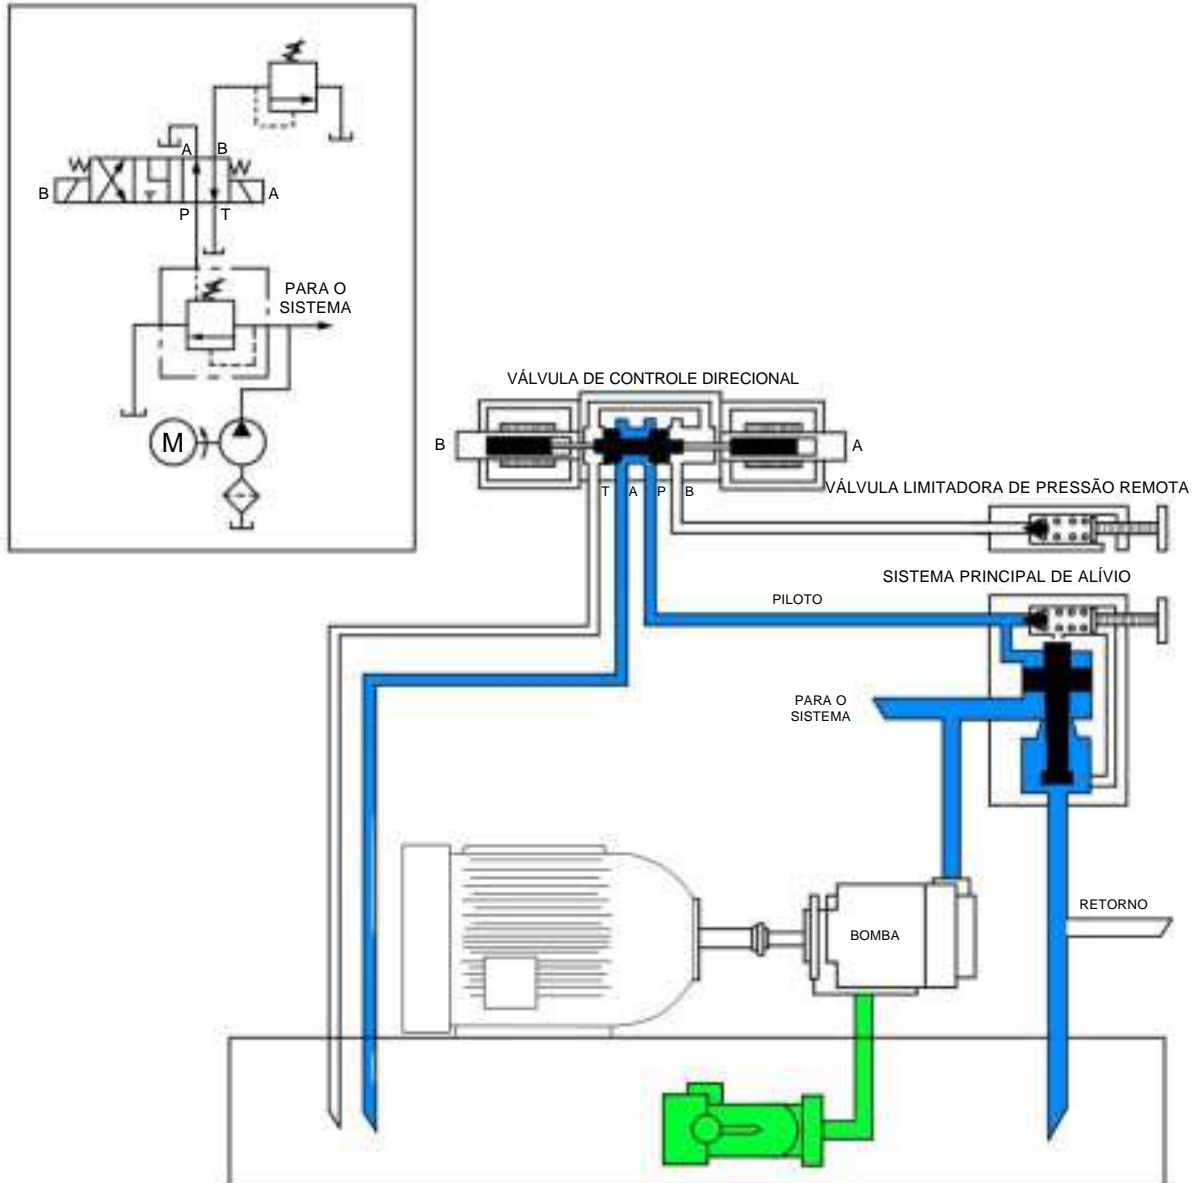 A B
B A
P T
PARA O
SISTEMA
M
VÁLVULA DE CONTROLE DIRECIONAL
B A
T A P B
VÁLVULA LIMITADORA DE PRESSÃO REMOTA
SISTEMA PRINCIPAL DE ALÍVIO
PILOTO
PARA O
SISTEMA
BOMBA
RETORNO